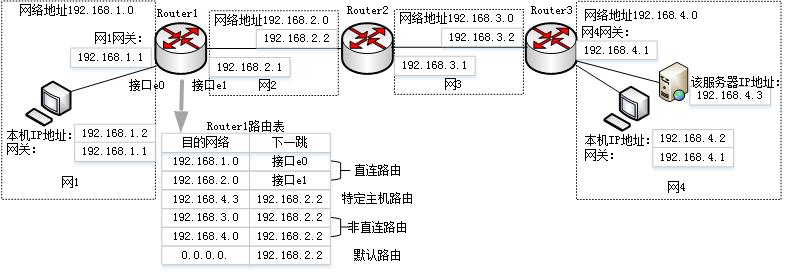 网络地址192.168.1.0
Router1
网络地址192.168.2.0
Router2
网络地址192.168.3.0
Router3
网络地址192.168.4.0
网1网关:
192.168.1.1
192.168.2.2
192.168.3.2
网4网关:
192.168.4.1
接口e0
接口e1
192.168.2.1
网2
192.168.3.1
网3
该服务器IP地址:
192.168.4.3
本机IP地址:
192.168.1.2
网关:
192.168.1.1
网1
本机IP地址:
192.168.4.2
网关:
192.168.4.1
网4
Router1路由表
目的网络 下一跳
192.168.1.0 接口e0
192.168.2.0 接口e1
直连路由
192.168.4.3 192.168.2.2 特定主机路由
192.168.3.0 192.168.2.2
192.168.4.0 192.168.2.2
非直连路由
0.0.0.0. 192.168.2.2 默认路由